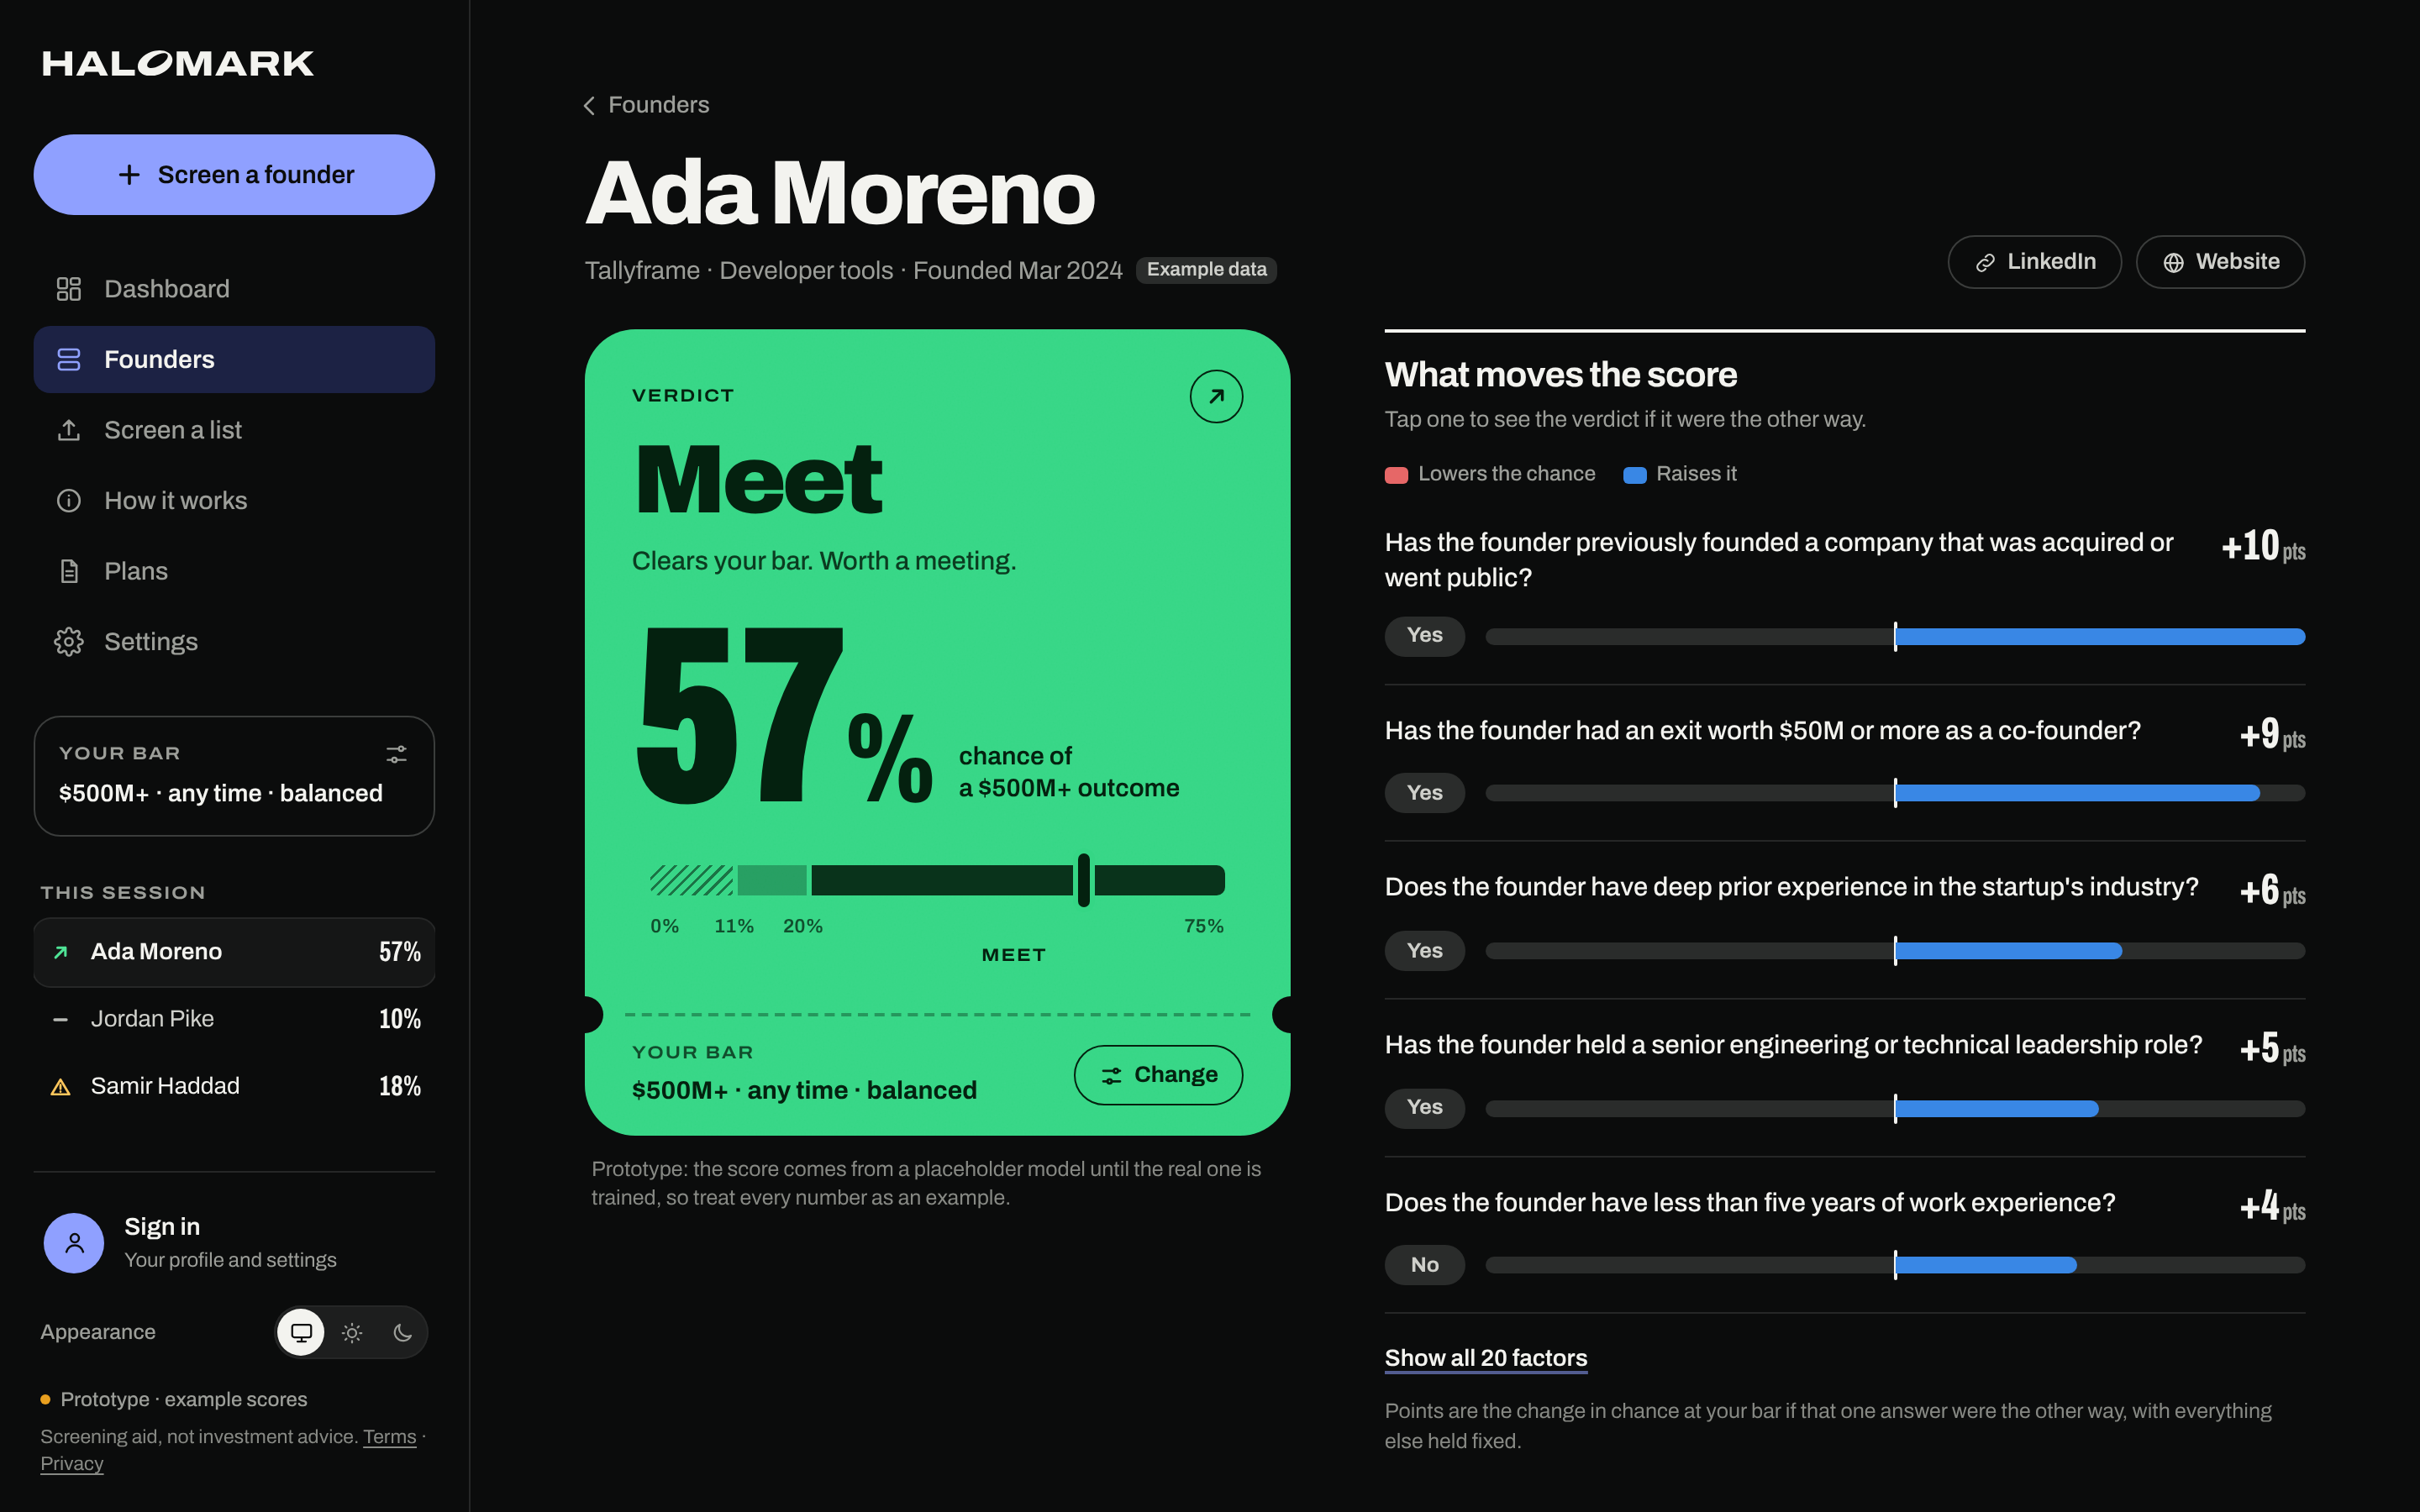 HALOMARK
Screen a founder
Dashboard
Founders
Screen a list
How it works
Plans
Settings
YOUR BAR
$500M+ · any time · balanced
THIS SESSION
Ada Moreno 57%
Jordan Pike 10%
Samir Haddad 18%
Sign in
Your profile and settings
Appearance
Prototype · example scores
Screening aid, not investment advice. Terms ·
Privacy
Founders
Ada Moreno
Tallyframe · Developer tools · Founded Mar 2024 Example data
LinkedIn
Website
VERDICT
Meet
Clears your bar. Worth a meeting.
57%
chance of
a $500M+ outcome
0% 11% 20% 75%
MEET
YOUR BAR
$500M+ · any time · balanced
Change
Prototype: the score comes from a placeholder model until the real one is
trained, so treat every number as an example.
What moves the score
Tap one to see the verdict if it were the other way.
Lowers the chance Raises it
Has the founder previously founded a company that was acquired or
went public?
+10 pts
Yes
Has the founder had an exit worth $50M or more as a co-founder?
+9 pts
Yes
Does the founder have deep prior experience in the startup's industry?
+6 pts
Yes
Has the founder held a senior engineering or technical leadership role?
+5 pts
Yes
Does the founder have less than five years of work experience?
+4 pts
No
Show all 20 factors
Points are the change in chance at your bar if that one answer were the other way, with everything
else held fixed.